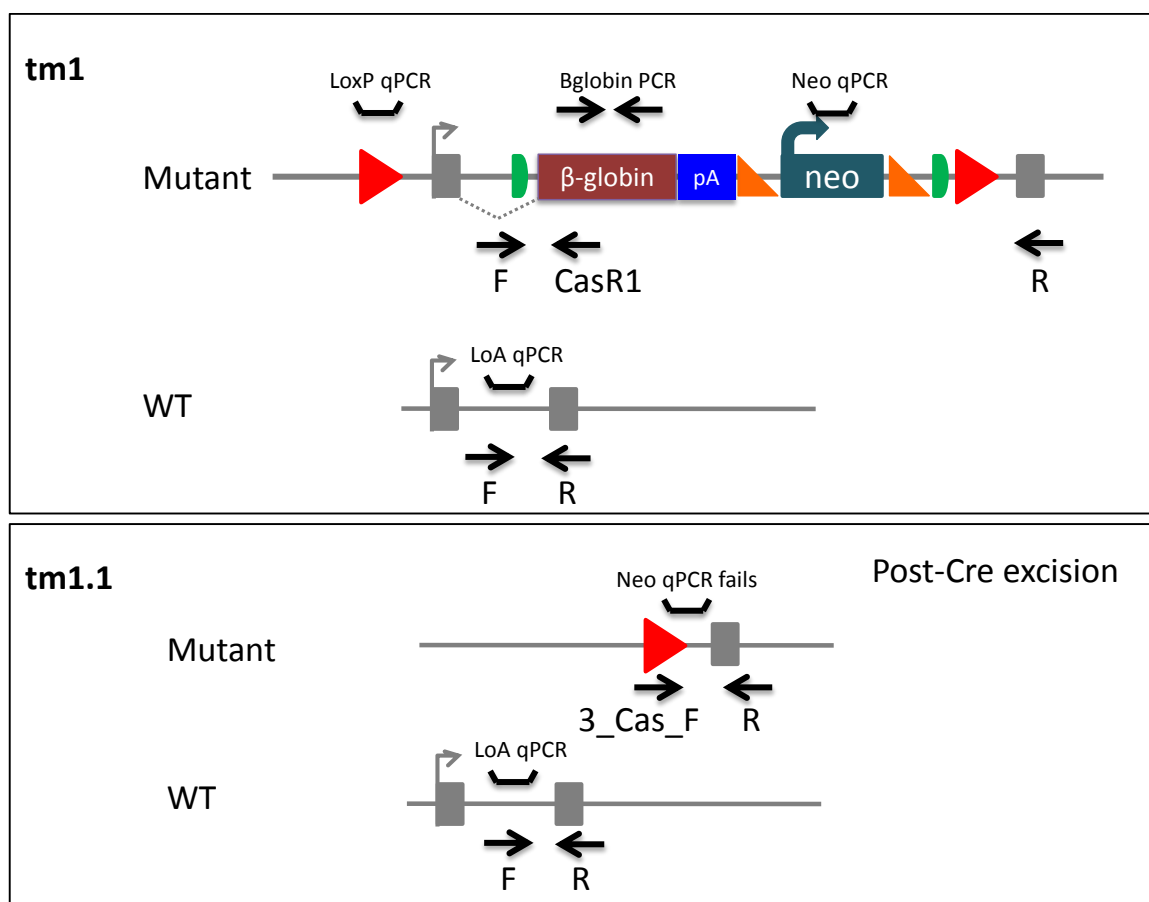 tm1
LoxP qPCR
Bglobin PCR
Neo qPCR
Mutant
β-globin
pA
neo
F
CasR1
R
LoA qPCR
WT
F
R
tm1.1
Post-Cre excision
Neo qPCR fails
Mutant
3_Cas_F
R
LoA qPCR
WT
F
R